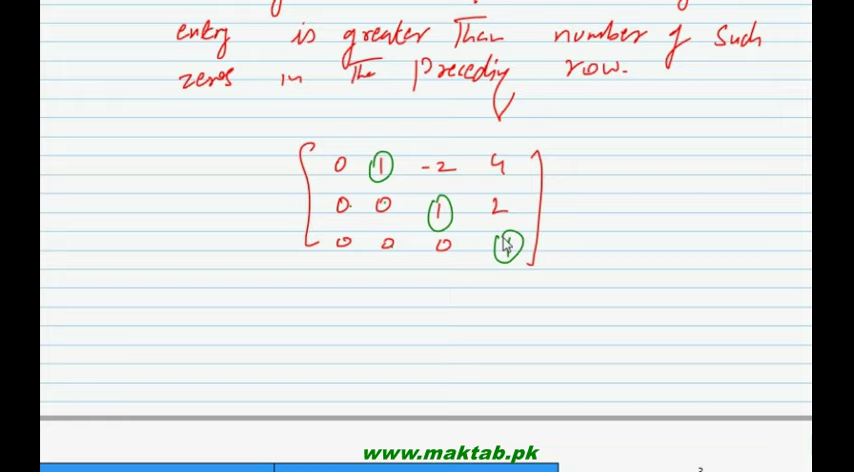 entry is greater Than number of such
zeros in The preceding row.
0 1 -2 4
0 0 1 2
0 0 0
www.maktab.pk